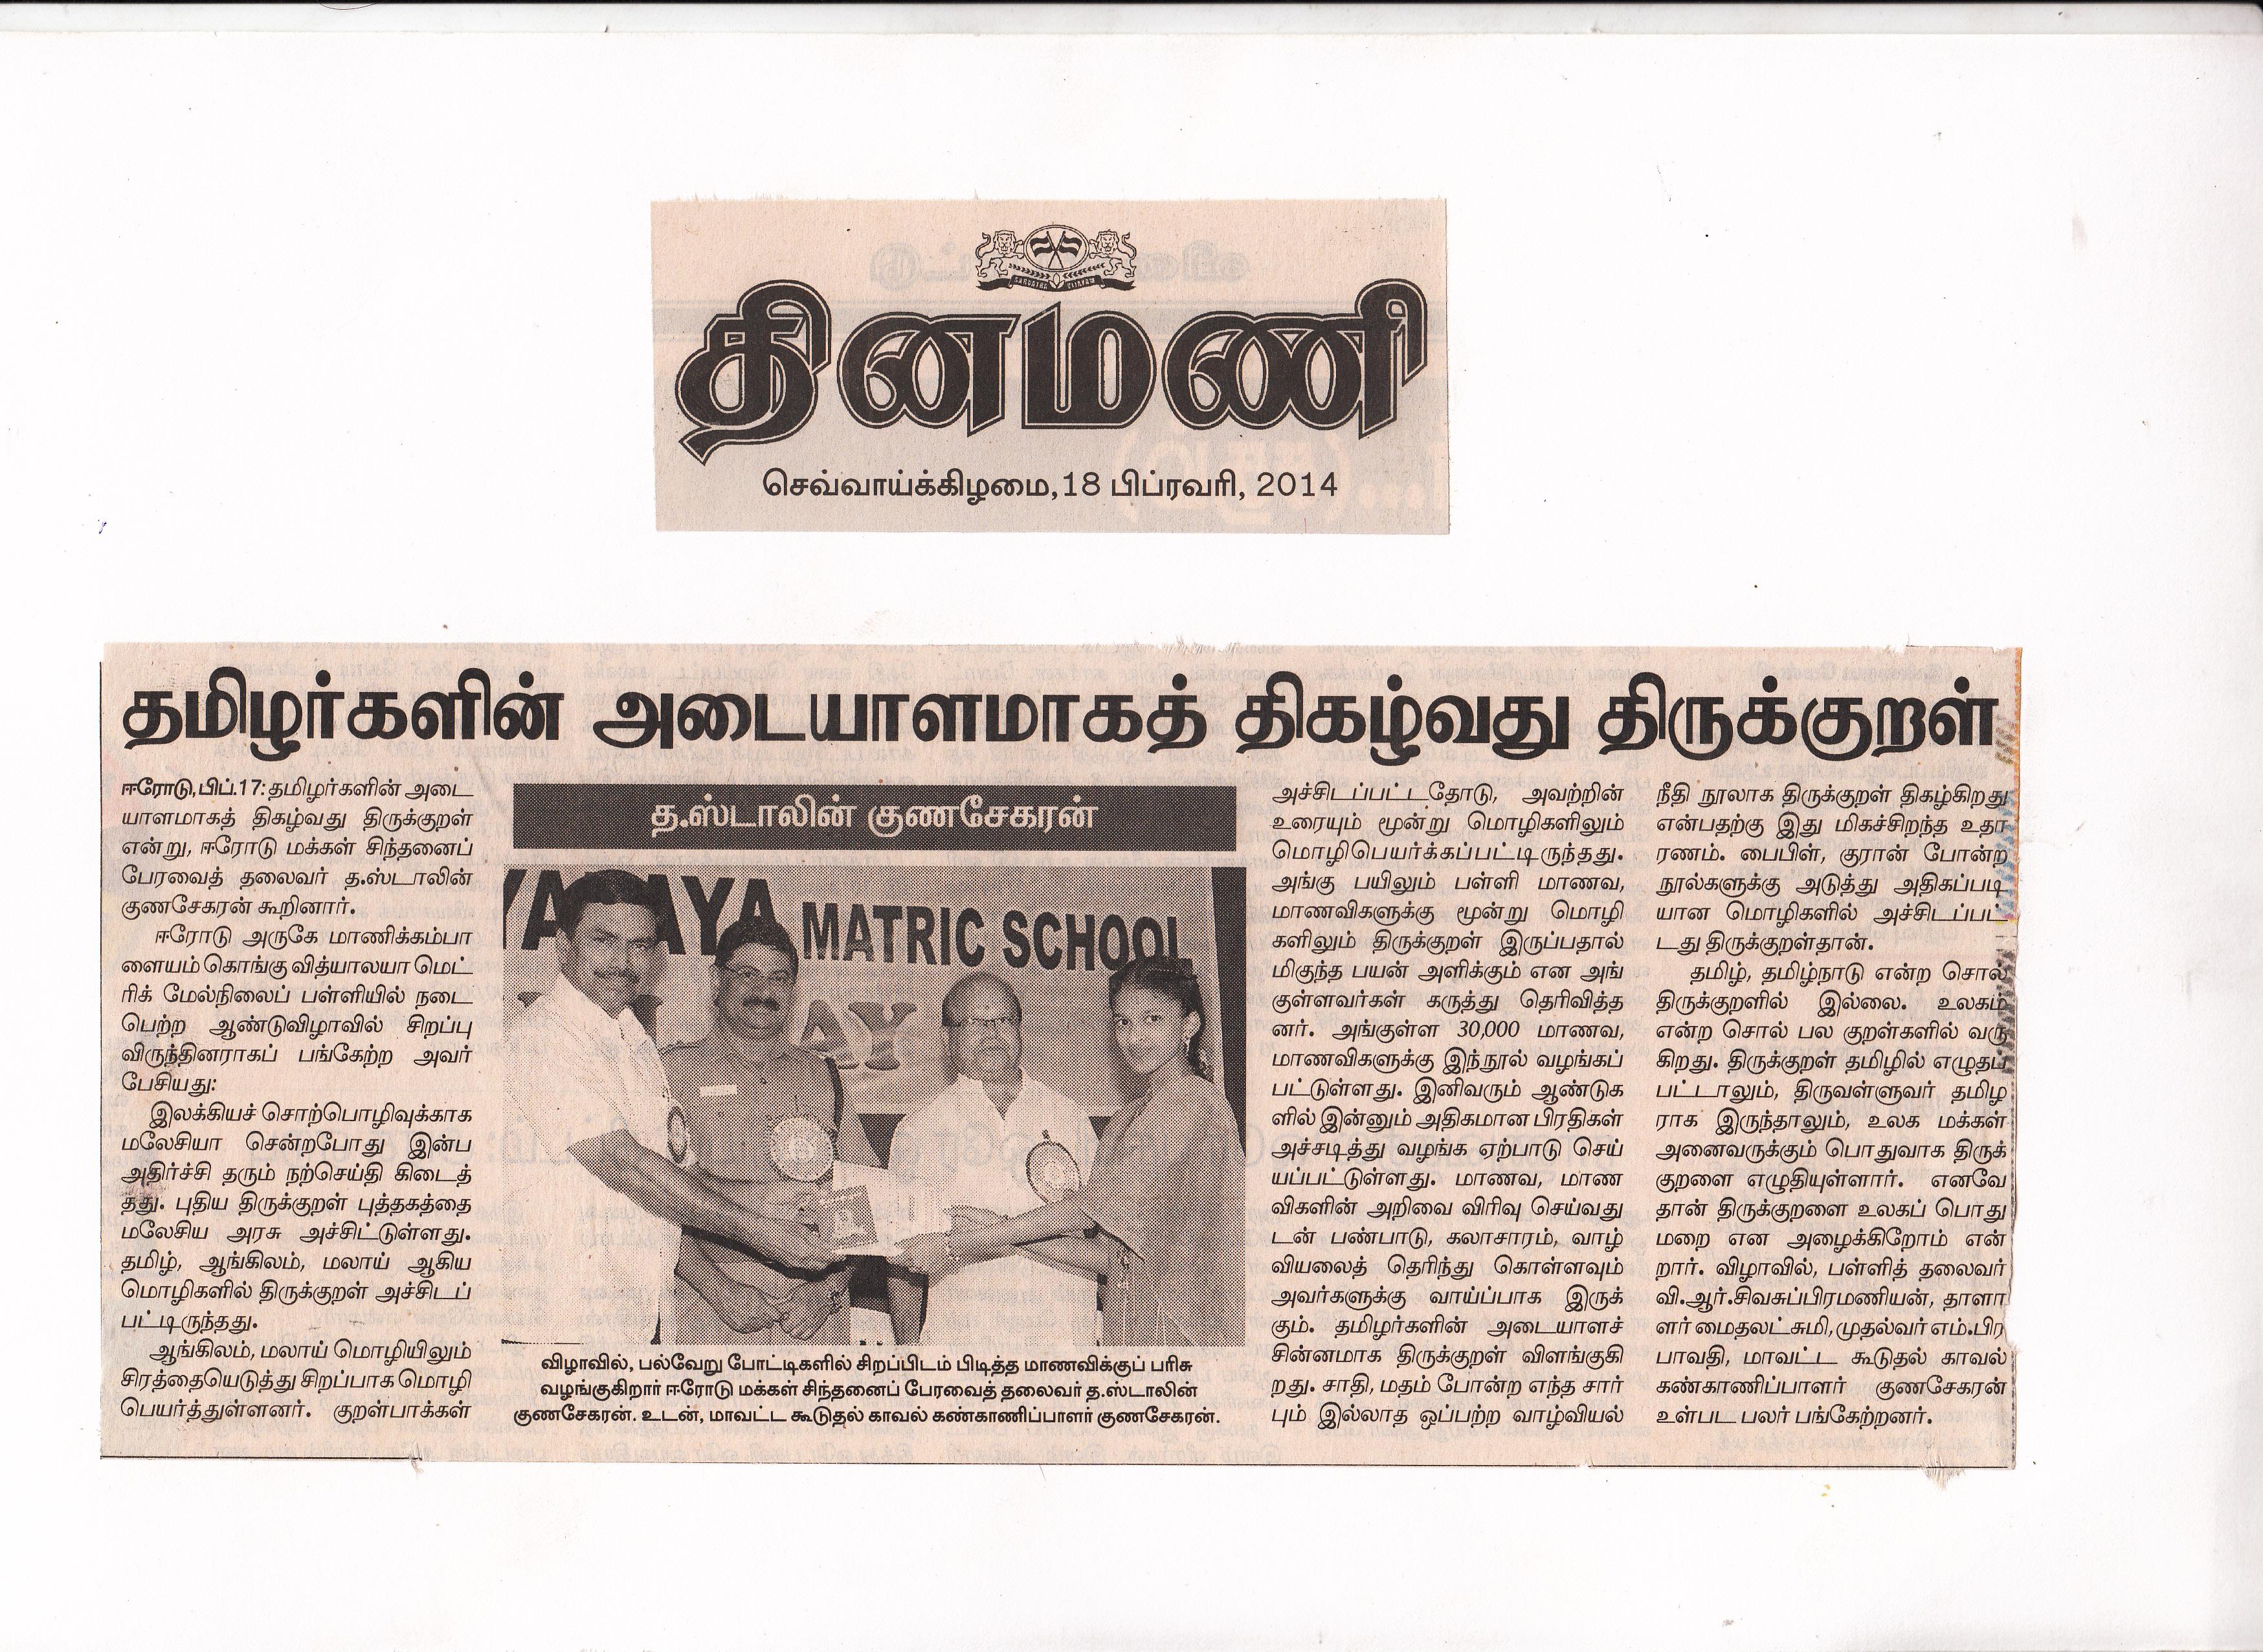 தினமணி
செவ்வாய்க்கிழமை,18 பிப்ரவரி, 2014
தமிழர்களின் அடையாளமாகத் திகழ்வது திருக்குறள்
த.ஸ்டாலின் குணசேகரன்
ஈரோடு,பிப்.17: தமிழர்களின் அடை
யாளமாகத் திகழ்வது திருக்குறள்
என்று, ஈரோடு மக்கள் சிந்தனைப்
பேரவைத் தலைவர் த.ஸ்டாலின்
குணசேகரன் கூறினார்.
ஈரோடு அருகே மாணிக்கம்பா
ளையம் கொங்கு வித்யாலயா மெட்
ரிக் மேல்நிலைப் பள்ளியில் நடை
பெற்ற ஆண்டுவிழாவில் சிறப்பு
விருந்தினராகப் பங்கேற்ற அவர்
பேசியது:
இலக்கியச் சொற்பொழிவுக்காக
மலேசியா சென்றபோது இன்ப
அதிர்ச்சி தரும் நற்செய்தி கிடைத்
தது. புதிய திருக்குறள் புத்தகத்தை
மலேசிய அரசு அச்சிட்டுள்ளது.
தமிழ், ஆங்கிலம், மலாய் ஆகிய
மொழிகளில் திருக்குறள் அச்சிடப்
பட்டிருந்தது.
ஆங்கிலம், மலாய் மொழியிலும்
சிரத்தையெடுத்து சிறப்பாக மொழி
பெயர்த்துள்ளனர். குறள்பாக்கள்
YALAYA MATRIC SCHOOL
AY
விழாவில், பல்வேறு போட்டிகளில் சிறப்பிடம் பிடித்த மாணவிக்குப் பரிசு
வழங்குகிறார் ஈரோடு மக்கள் சிந்தனைப் பேரவைத் தலைவர் த.ஸ்டாலின்
குணசேகரன். உடன், மாவட்ட கூடுதல் காவல் கண்காணிப்பாளர் குணசேகரன்.
அச்சிடப்பட்டதோடு, அவற்றின்
உரையும் மூன்று மொழிகளிலும்
மொழிபெயர்க்கப்பட்டிருந்தது.
அங்கு பயிலும் பள்ளி மாணவ,
மாணவிகளுக்கு மூன்று மொழி
களிலும் திருக்குறள் இருப்பதால்
மிகுந்த பயன் அளிக்கும் என அங்
குள்ளவர்கள் கருத்து தெரிவித்த
னர். அங்குள்ள 30,000 மாணவ,
மாணவிகளுக்கு இந்நூல் வழங்கப்
பட்டுள்ளது. இனிவரும் ஆண்டுக
ளில் இன்னும் அதிகமான பிரதிகள்
அச்சடித்து வழங்க ஏற்பாடு செய்
யப்பட்டுள்ளது. மாணவ, மாண
விகளின் அறிவை விரிவு செய்வது
டன் பண்பாடு, கலாசாரம், வாழ்
வியலைத் தெரிந்து கொள்ளவும்
அவர்களுக்கு வாய்ப்பாக இருக்
கும். தமிழர்களின் அடையாளச்
சின்னமாக திருக்குறள் விளங்குகி
றது. சாதி, மதம் போன்ற எந்த சார்
பும் இல்லாத ஒப்பற்ற வாழ்வியல்
நீதி நூலாக திருக்குறள் திகழ்கிறது
என்பதற்கு இது மிகச்சிறந்த உதா
ரணம். பைபிள், குரான் போன்ற
நூல்களுக்கு அடுத்து அதிகப்படி
யான மொழிகளில் அச்சிடப்பட்
டது திருக்குறள்தான்.
தமிழ், தமிழ்நாடு என்ற சொல்
திருக்குறளில் இல்லை. உலகம்
என்ற சொல் பல குறள்களில் வரு
கிறது. திருக்குறள் தமிழில் எழுதப்
பட்டாலும், திருவள்ளுவர் தமிழ
ராக இருந்தாலும், உலக மக்கள்
அனைவருக்கும் பொதுவாக திருக்
குறளை எழுதியுள்ளார். எனவே
தான் திருக்குறளை உலகப் பொது
மறை என அழைக்கிறோம் என்
றார். விழாவில், பள்ளித் தலைவர்
வி.ஆர்.சிவசுப்பிரமணியன், தாளா
ளர் மைதலட்சுமி, முதல்வர் எம்.பிர
பாவதி, மாவட்ட கூடுதல் காவல்
கண்காணிப்பாளர் குணசேகரன்
உள்பட பலர் பங்கேற்றனர்.